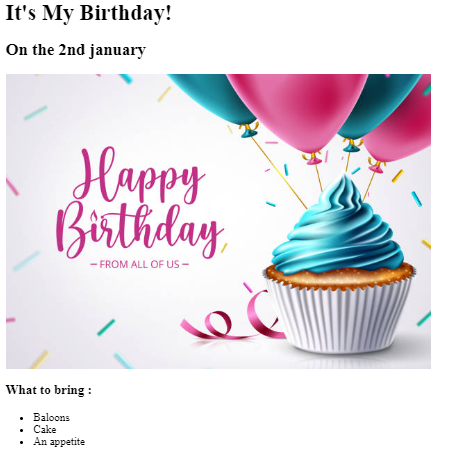 It's My Birthday!
On the 2nd january
Happy
Birthday
FROM ALL OF US
What to bring :
Baloons
Cake
An appetite